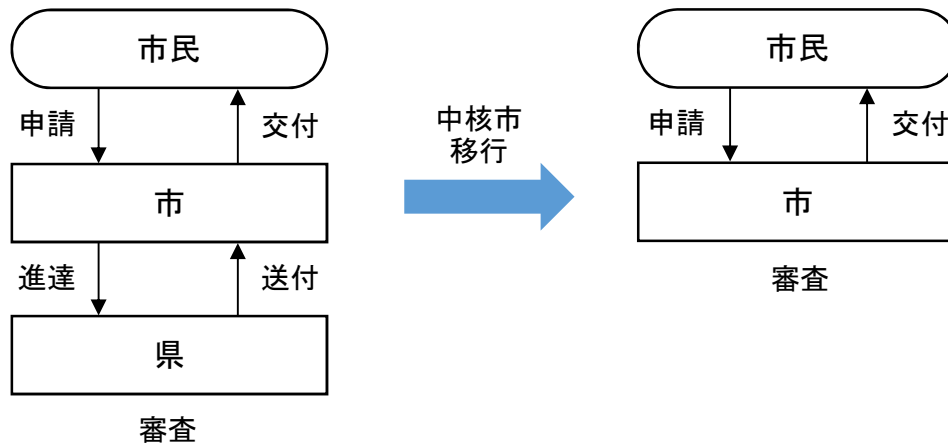 市民
申請
交付
市
進達
送付
県
審査
中核市
移行
市民
申請
交付
市
審査